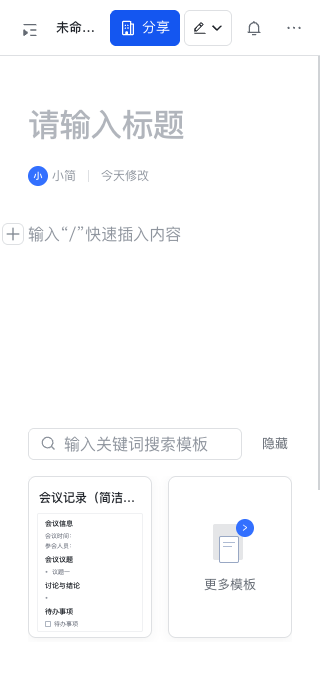 未命... 分享
请输入标题
小 小简 今天修改
输入“/”快速插入内容
输入关键词搜索模板 隐藏
会议记录（简洁...
会议信息
会议时间：
参会人员：
会议议题
• 议题一
讨论与结论
•
待办事项
待办事项
更多模板